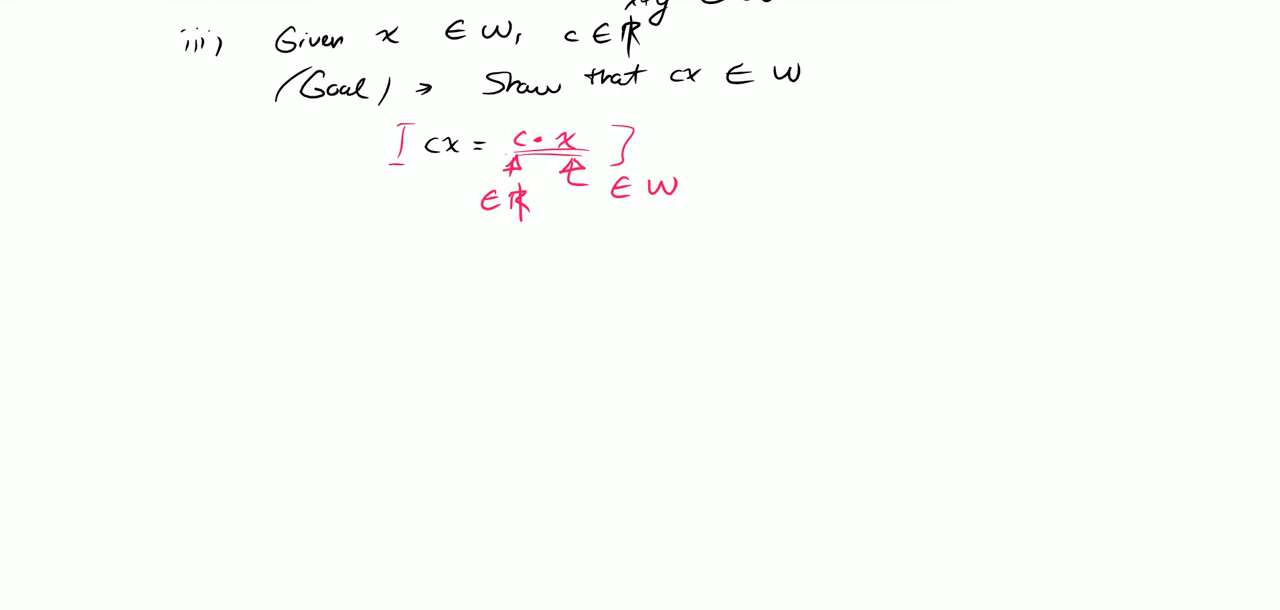 x+y
iii) Given x ∈ W, c ∈ ℝ
(Goal) → Show that cx ∈ W
[ cx = c · x ]
∈ ℝ ∈ W